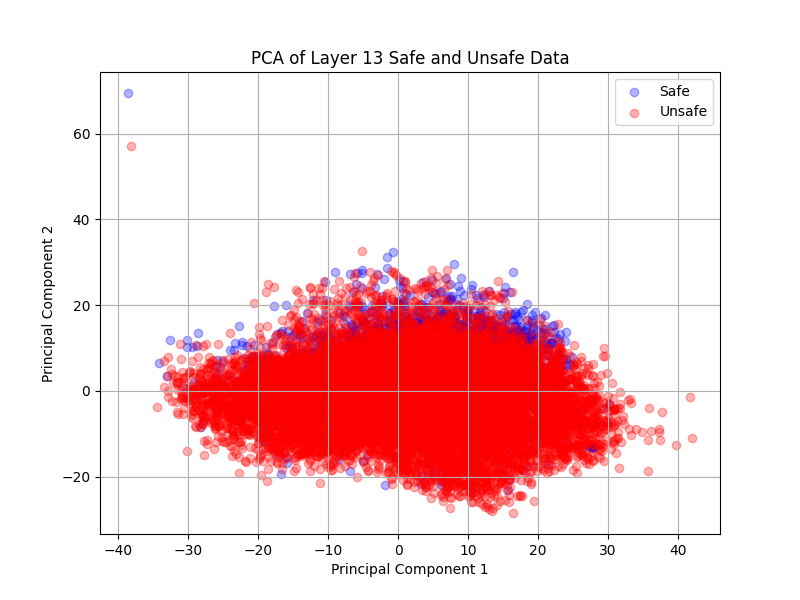 PCA of Layer 13 Safe and Unsafe Data
Safe
Unsafe
Principal Component 2
60
40
20
0
−20
−40
−30
−20
−10
0
10
20
30
40
Principal Component 1